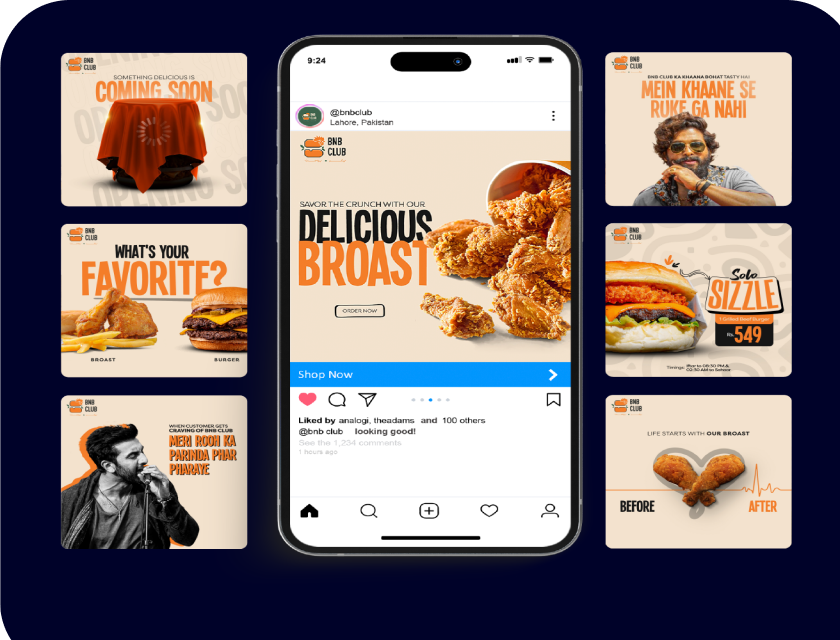 BNB
CLUB
SOMETHING DELICIOUS IS
COMING SOON
OPENING SOON
BNB
CLUB
WHAT'S YOUR
FAVORITE?
BROAST
BURGER
BNB
CLUB
WHEN CUSTOMER GETS
CRAVING OF BNB CLUB
MERI ROOH KA
PARINDA PHAR
PHARAYE
9:24
@bnbclub
Lahore, Pakistan
BNB
CLUB
SAVOR THE CRUNCH WITH OUR
DELICIOUS
BROAST
ORDER NOW
Shop Now
Liked by analogi, theadams and 100 others
@bnb club looking good!
See the 1,234 comments
1 hours ago
BNB
CLUB
BNB CLUB KA KHAANA BOHAT TASTY HAI
MEIN KHAANE SE
RUKE GA NAHI
BNB
CLUB
Solo
SIZZLE
1 Grilled Beef Burger
Rs. 549
Timings:
BNB
CLUB
LIFE STARTS WITH OUR BROAST
BEFORE
AFTER